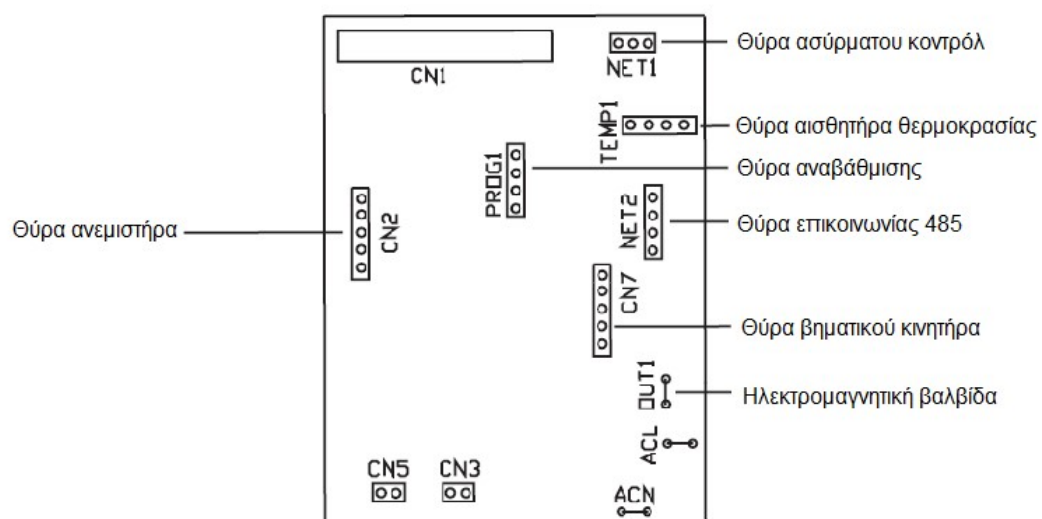 Θύρα ασύρματου κοντρόλ
NET1
CN1
TEMP1
Θύρα αισθητήρα θερμοκρασίας
PROG1
Θύρα αναβάθμισης
NET2
Θύρα επικοινωνίας 485
Θύρα ανεμιστήρα
CN2
CN7
Θύρα βηματικού κινητήρα
OUT1
Ηλεκτρομαγνητική βαλβίδα
ACL
CN5
CN3
ACN